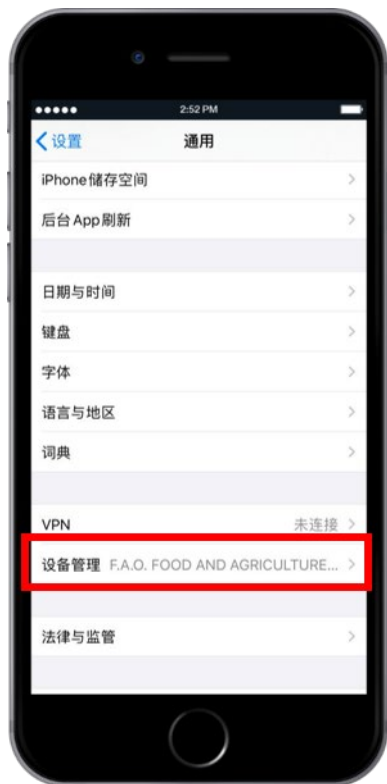 2:52 PM
设置 通用
iPhone储存空间
后台App刷新
日期与时间
键盘
字体
语言与地区
词典
VPN 未连接
设备管理 F.A.O. FOOD AND AGRICULTURE...
法律与监管